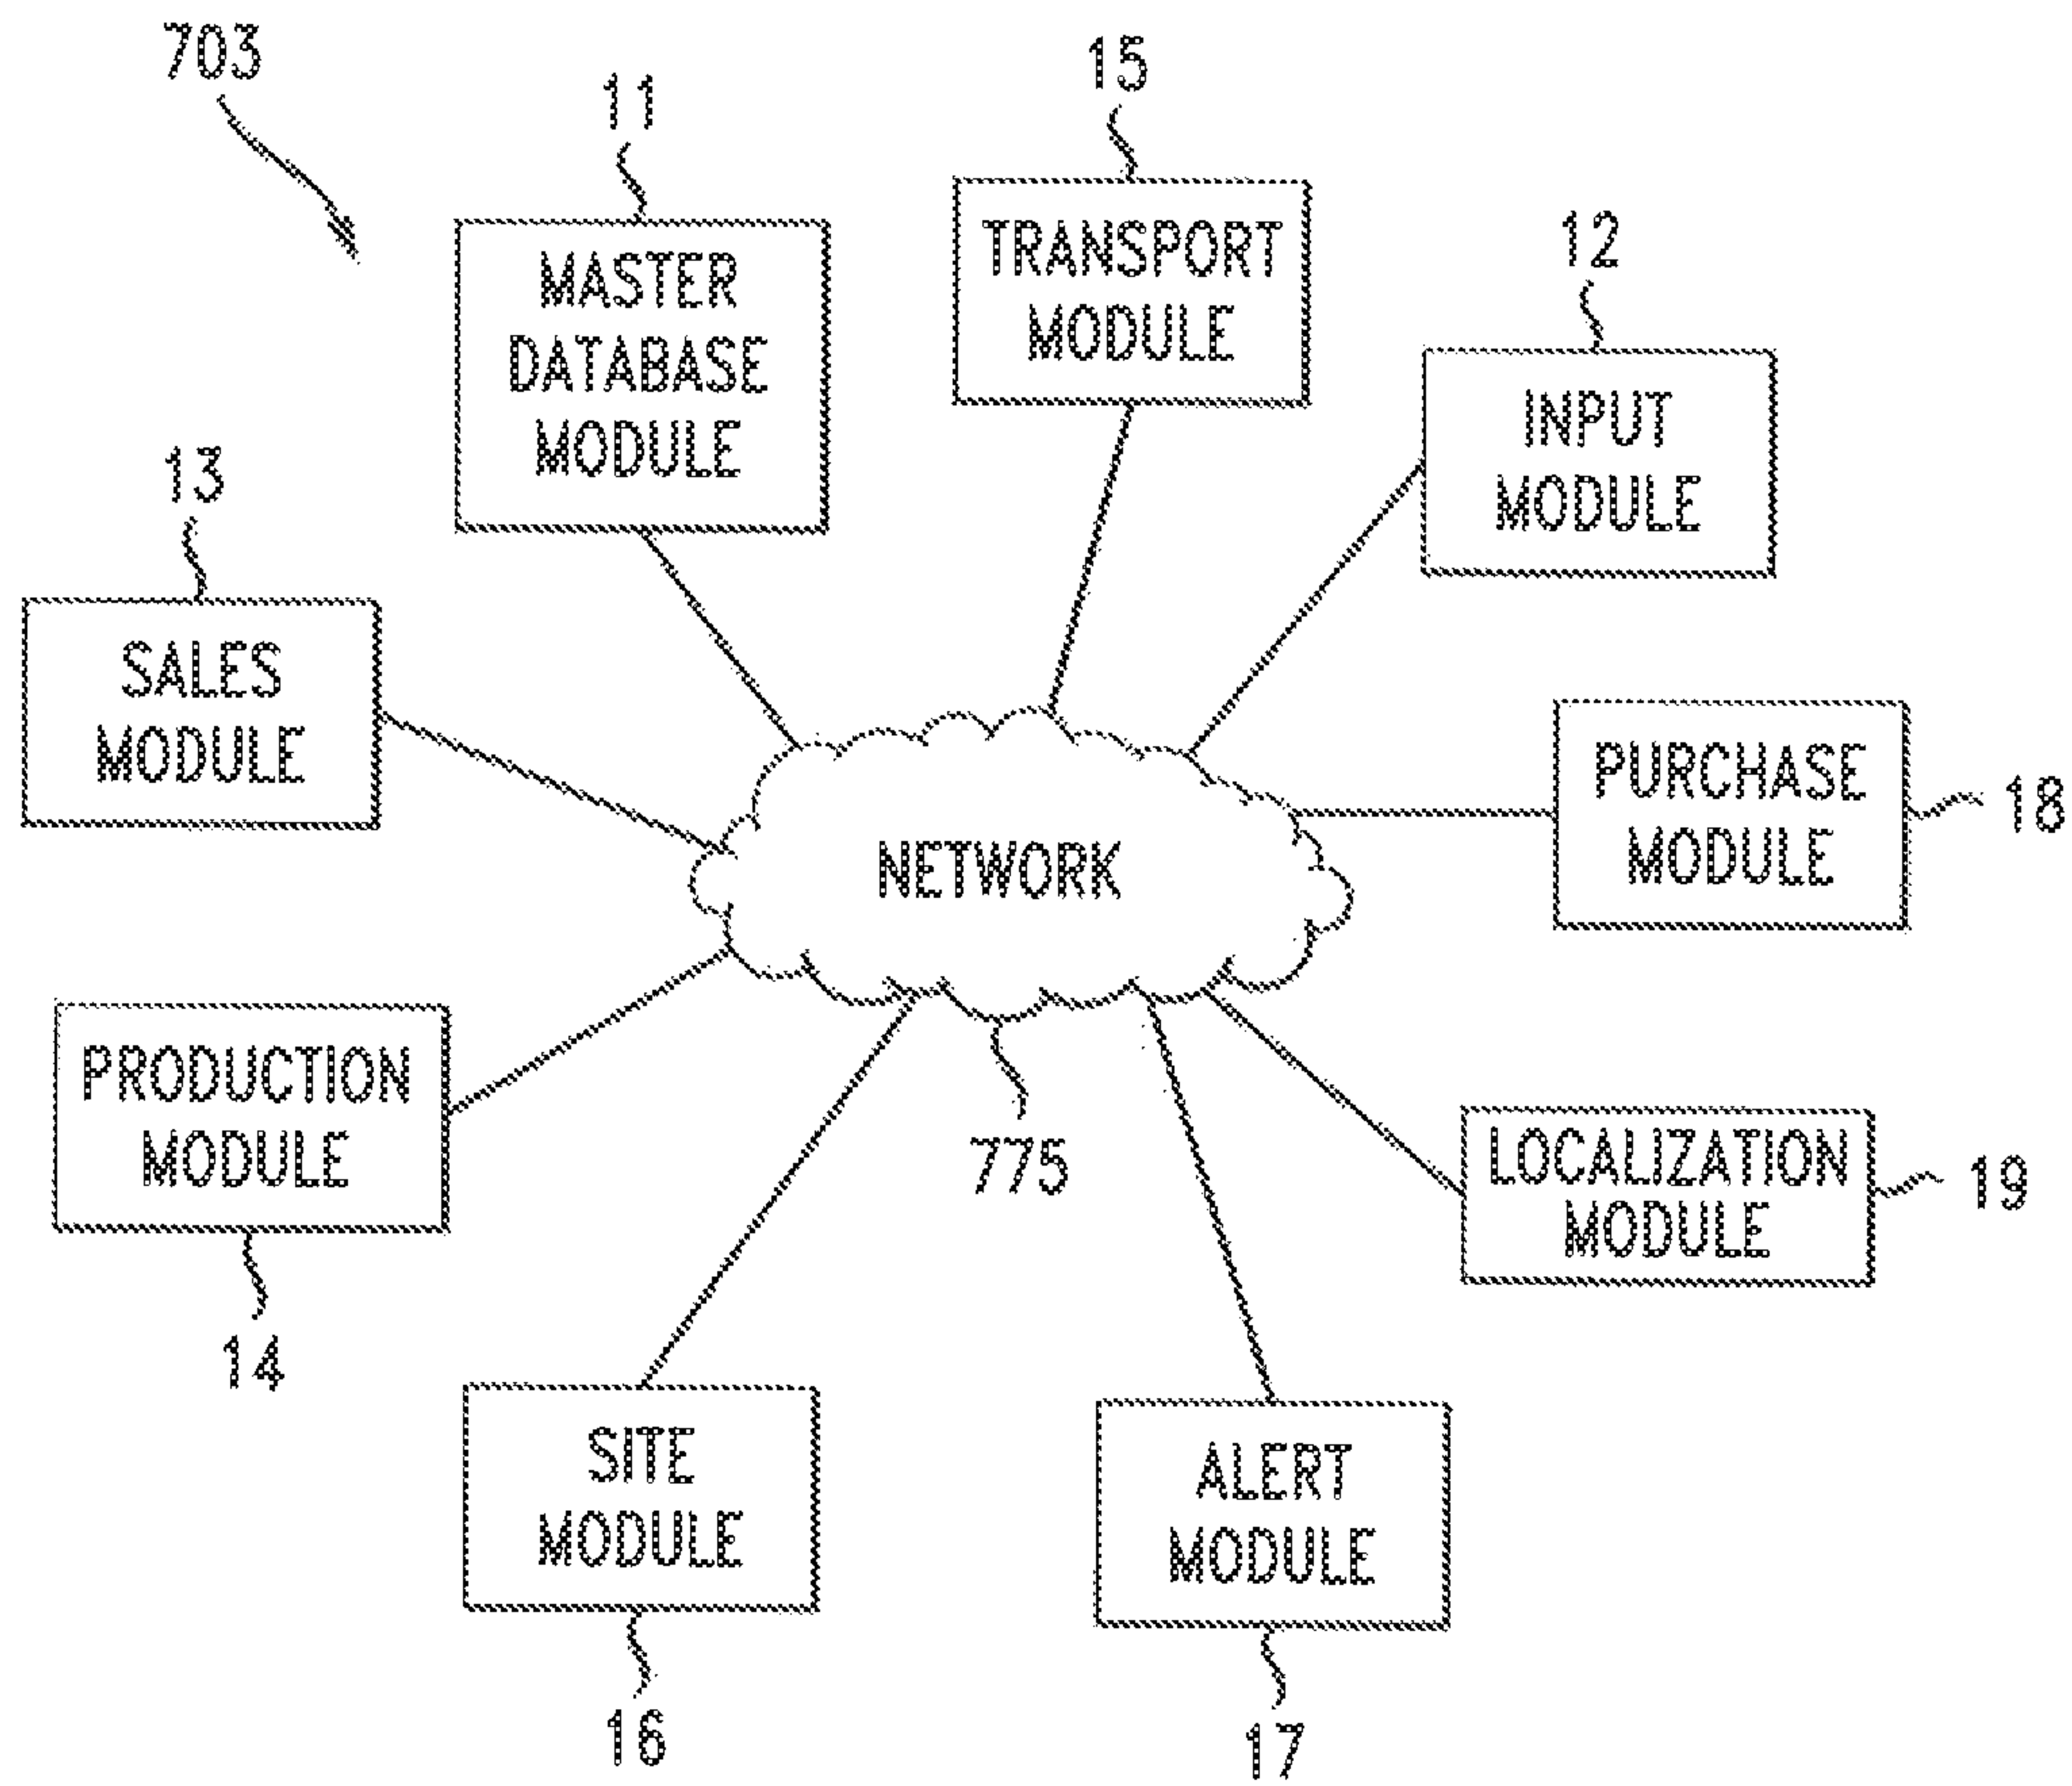 703
11
15
12
MASTER
DATABASE
MODULE
TRANSPORT
MODULE
INPUT
MODULE
13
SALES
MODULE
NETWORK
PURCHASE
MODULE
18
PRODUCTION
MODULE
775
LOCALIZATION
MODULE
19
14
SITE
MODULE
ALERT
MODULE
16
17